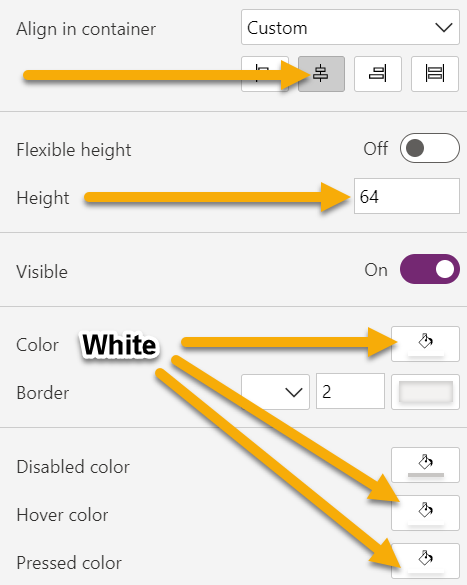 Align in container Custom
Flexible height Off
Height 64
Visible On
Color White
Border 2
Disabled color
Hover color
Pressed color